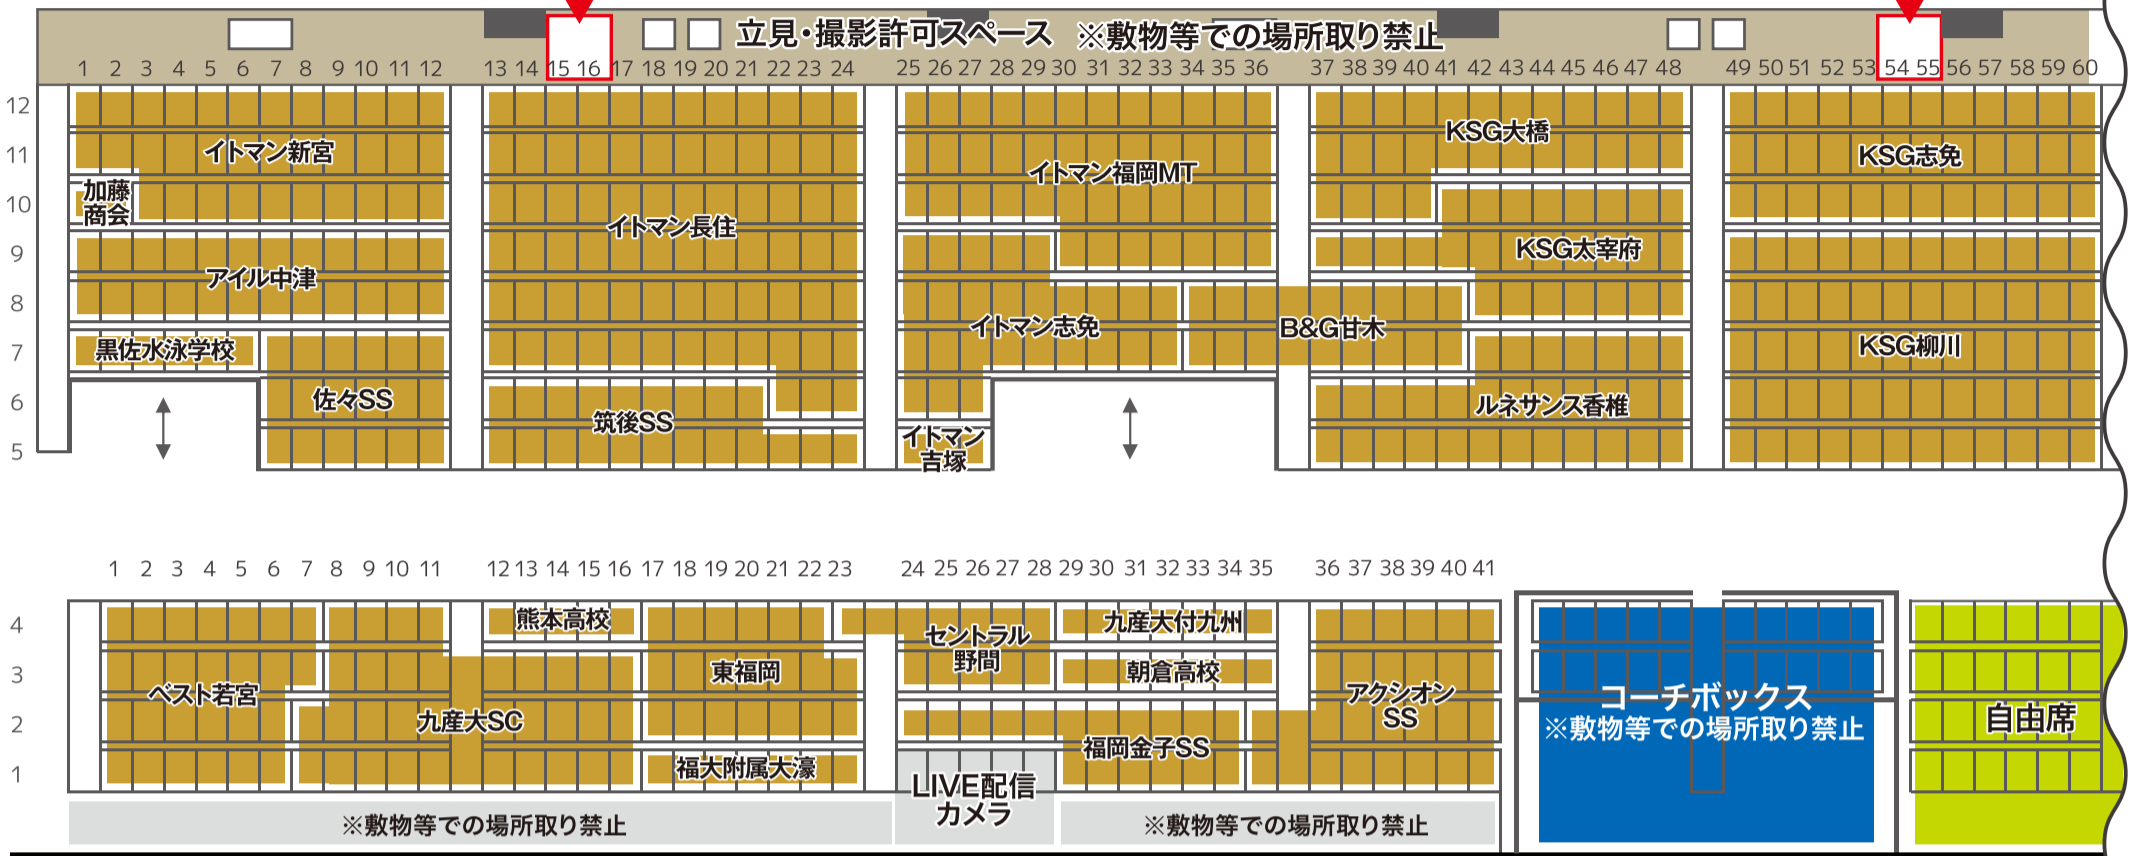 立見・撮影許可スペース ※敷物等での場所取り禁止
1 2 3 4 5 6 7 8 9 10 11 12 13 14 15 16 17 18 19 20 21 22 23 24 25 26 27 28 29 30 31 32 33 34 35 36 37 38 39 40 41 42 43 44 45 46 47 48 49 50 51 52 53 54 55 56 57 58 59 60
12
11
10
9
8
7
6
5
イトマン新宮
加藤
商会
アイル中津
黒佐水泳学校
佐々SS
イトマン長住
筑後SS
イトマン福岡MT
イトマン志免
イトマン
吉塚
B&G甘木
KSG大橋
KSG太宰府
ルネサンス香椎
KSG志免
KSG柳川
1 2 3 4 5 6 7 8 9 10 11 12 13 14 15 16 17 18 19 20 21 22 23 24 25 26 27 28 29 30 31 32 33 34 35 36 37 38 39 40 41
4
3
2
1
ベスト若宮
九産大SC
熊本高校
東福岡
福大附属大濠
セントラル
野間
九産大付九州
朝倉高校
福岡金子SS
アクシオン
SS
LIVE配信
カメラ
コーチボックス
※敷物等での場所取り禁止
自由席
※敷物等での場所取り禁止
※敷物等での場所取り禁止